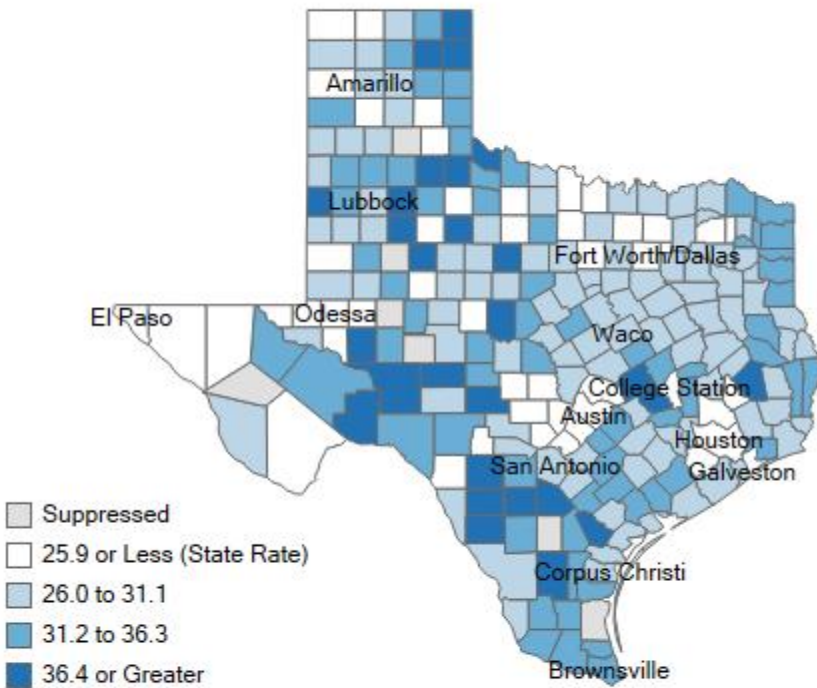 Amarillo
Lubbock
Fort Worth/Dallas
El Paso
Odessa
Waco
College Station
Austin
Houston
San Antonio
Galveston
Corpus Christi
Brownsville
Suppressed
25.9 or Less (State Rate)
26.0 to 31.1
31.2 to 36.3
36.4 or Greater